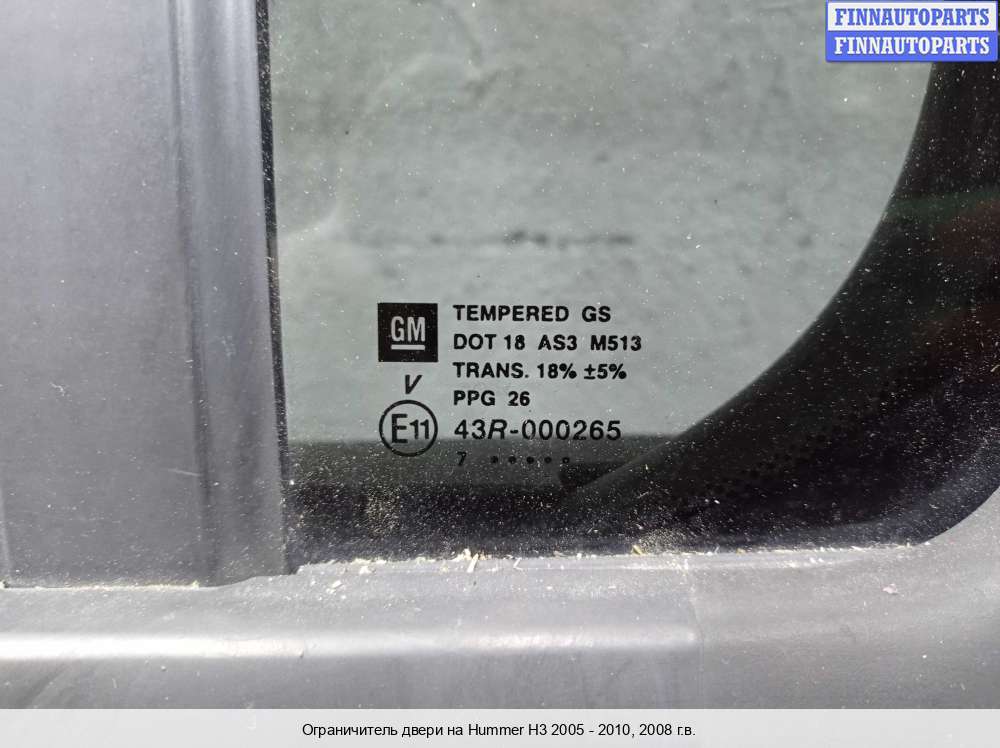 FINNAUTOPARTS
FINNAUTOPARTS
GM
TEMPERED GS
DOT 18 AS3 M513
TRANS. 18% ±5%
V
PPG 26
E11 43R-000265
7 • • • • •
Ограничитель двери на Hummer H3 2005 - 2010, 2008 г.в.